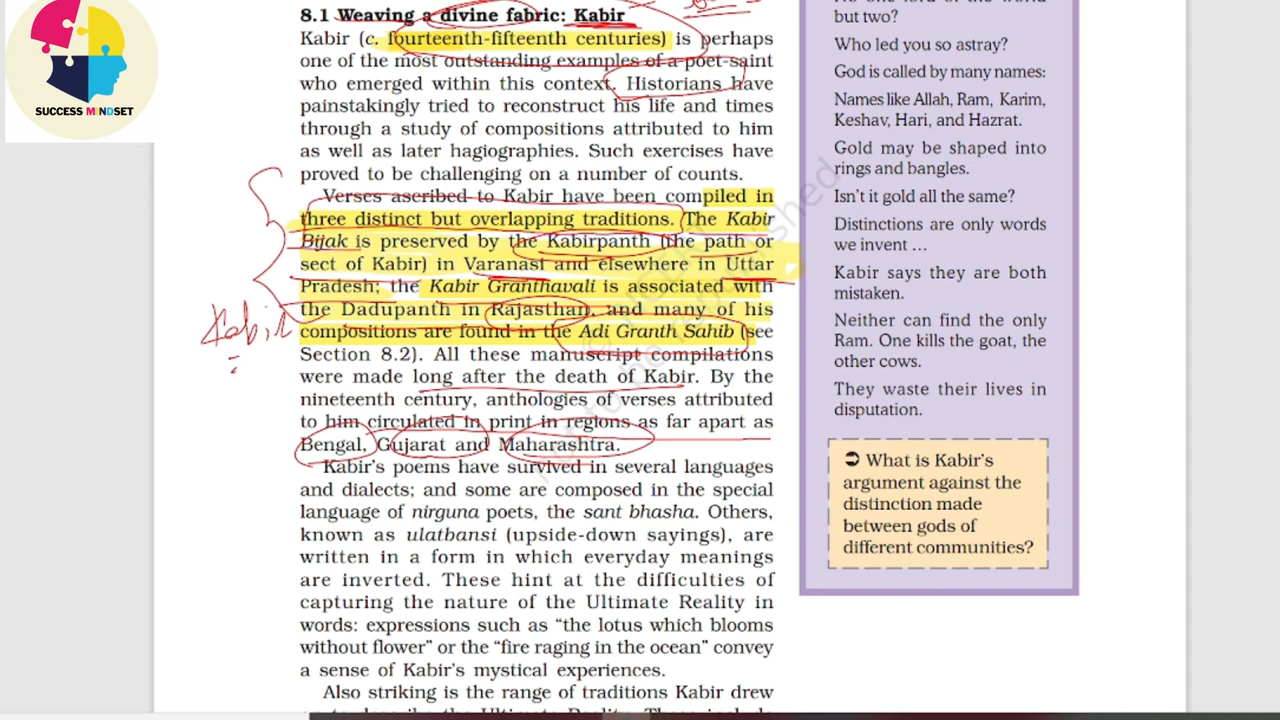 SUCCESS MINDSET
8.1 Weaving a divine fabric: Kabir
Kabir (c. fourteenth-fifteenth centuries) is perhaps
one of the most outstanding examples of a poet-saint
who emerged within this context. Historians have
painstakingly tried to reconstruct his life and times
through a study of compositions attributed to him
as well as later hagiographies. Such exercises have
proved to be challenging on a number of counts.
Verses ascribed to Kabir have been compiled in
three distinct but overlapping traditions. The Kabir
Bijak is preserved by the Kabirpanth (the path or
sect of Kabir) in Varanasi and elsewhere in Uttar
Pradesh; the Kabir Granthavali is associated with
the Dadupanth in Rajasthan, and many of his
compositions are found in the Adi Granth Sahib (see
Section 8.2). All these manuscript compilations
were made long after the death of Kabir. By the
nineteenth century, anthologies of verses attributed
to him circulated in print in regions as far apart as
Bengal, Gujarat and Maharashtra.
Kabir's poems have survived in several languages
and dialects; and some are composed in the special
language of nirguna poets, the sant bhasha. Others,
known as ulatbansi (upside-down sayings), are
written in a form in which everyday meanings
are inverted. These hint at the difficulties of
capturing the nature of the Ultimate Reality in
words: expressions such as “the lotus which blooms
without flower” or the “fire raging in the ocean” convey
a sense of Kabir's mystical experiences.
Also striking is the range of traditions Kabir drew
Kabir
but two?
Who led you so astray?
God is called by many names:
Names like Allah, Ram, Karim,
Keshav, Hari, and Hazrat.
Gold may be shaped into
rings and bangles.
Isn't it gold all the same?
Distinctions are only words
we invent ...
Kabir says they are both
mistaken.
Neither can find the only
Ram. One kills the goat, the
other cows.
They waste their lives in
disputation.
➲ What is Kabir's
argument against the
distinction made
between gods of
different communities?